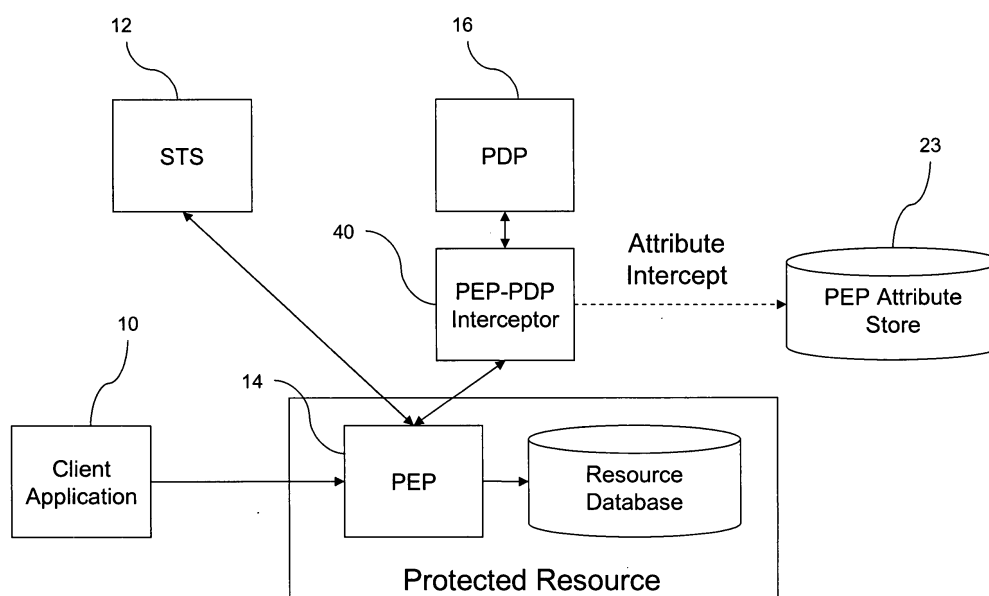 12
16
23
STS
PDP
40
Attribute
Intercept
PEP-PDP
Interceptor
PEP Attribute
Store
10
14
Client
Application
PEP
Resource
Database
Protected Resource